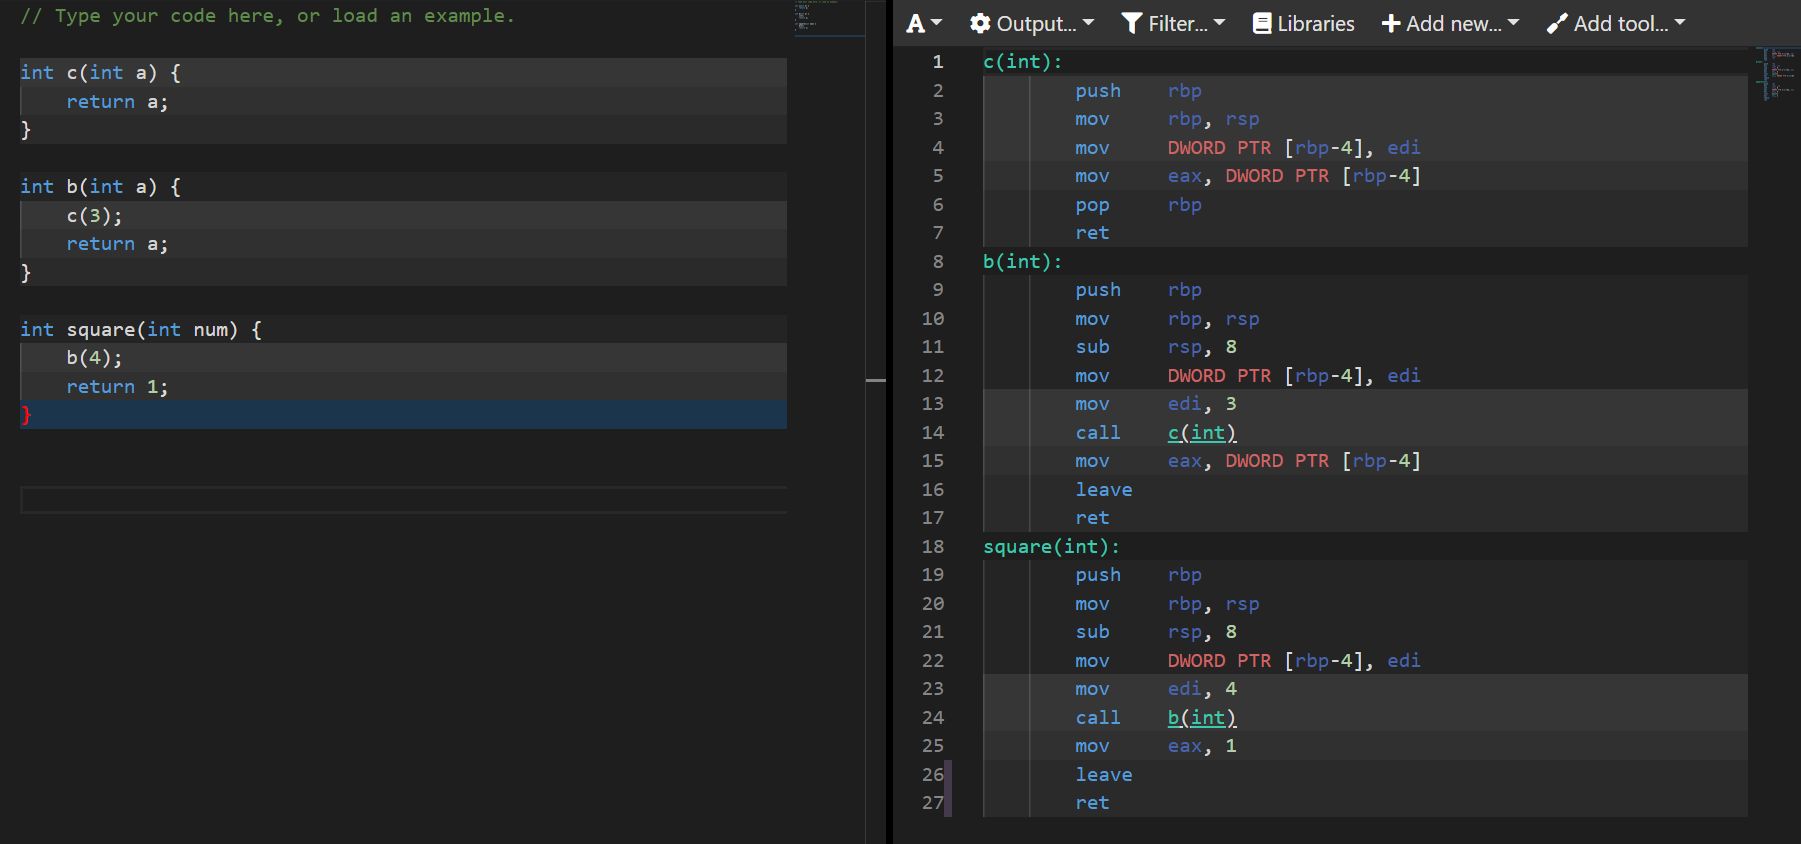 // Type your code here, or load an example.
int c(int a) {
    return a;
}
int b(int a) {
    c(3);
    return a;
}
int square(int num) {
    b(4);
    return 1;
}
A Output... Filter... Libraries Add new... Add tool...
1 c(int):
2 push rbp
3 mov rbp, rsp
4 mov DWORD PTR [rbp-4], edi
5 mov eax, DWORD PTR [rbp-4]
6 pop rbp
7 ret
8 b(int):
9 push rbp
10 mov rbp, rsp
11 sub rsp, 8
12 mov DWORD PTR [rbp-4], edi
13 mov edi, 3
14 call c(int)
15 mov eax, DWORD PTR [rbp-4]
16 leave
17 ret
18 square(int):
19 push rbp
20 mov rbp, rsp
21 sub rsp, 8
22 mov DWORD PTR [rbp-4], edi
23 mov edi, 4
24 call b(int)
25 mov eax, 1
26 leave
27 ret